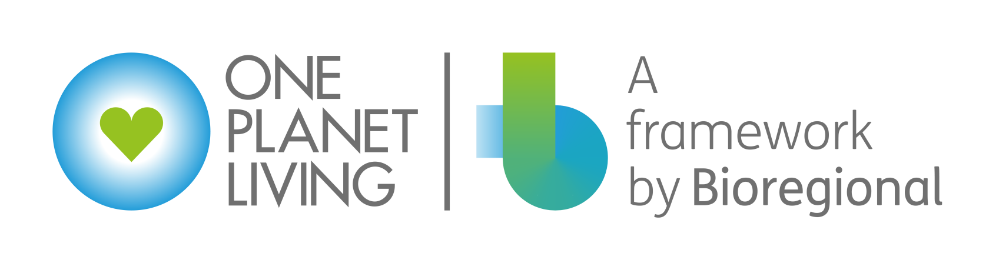 ONE
PLANET
LIVING
A
framework
by Bioregional